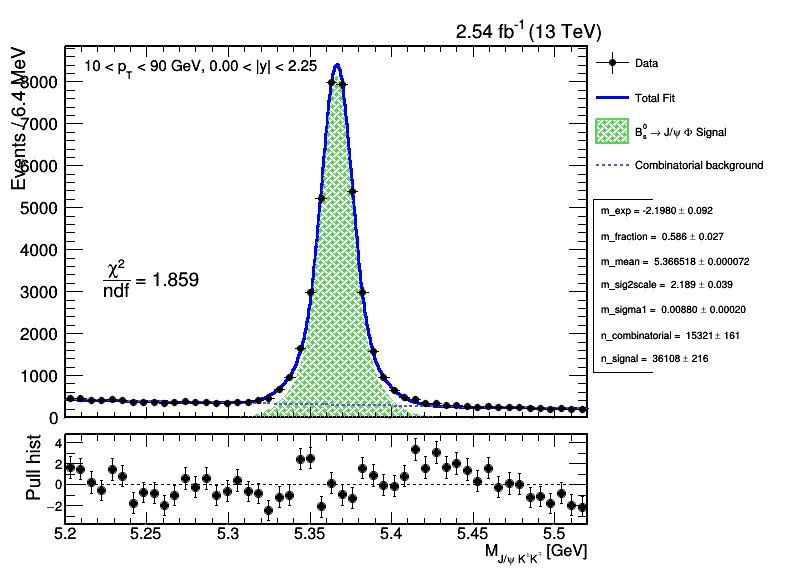 2.54 fb⁻¹ (13 TeV)
Events / 6.4 MeV
10 < p_T < 90 GeV, 0.00 < |y| < 2.25
8000
7000
6000
5000
4000
3000
2000
1000
0
χ²/ndf = 1.859
Data
Total Fit
B_s^0 → J/ψ Φ Signal
Combinatorial background
m_exp = -2.1980 ± 0.092
m_fraction = 0.586 ± 0.027
m_mean = 5.366518 ± 0.000072
m_sig2scale = 2.189 ± 0.039
m_sigma1 = 0.00880 ± 0.00020
n_combinatorial = 15321 ± 161
n_signal = 36108 ± 216
Pull hist
4
2
0
−2
5.2 5.25 5.3 5.35 5.4 5.45 5.5
M_{J/ψ K^±K^∓} [GeV]